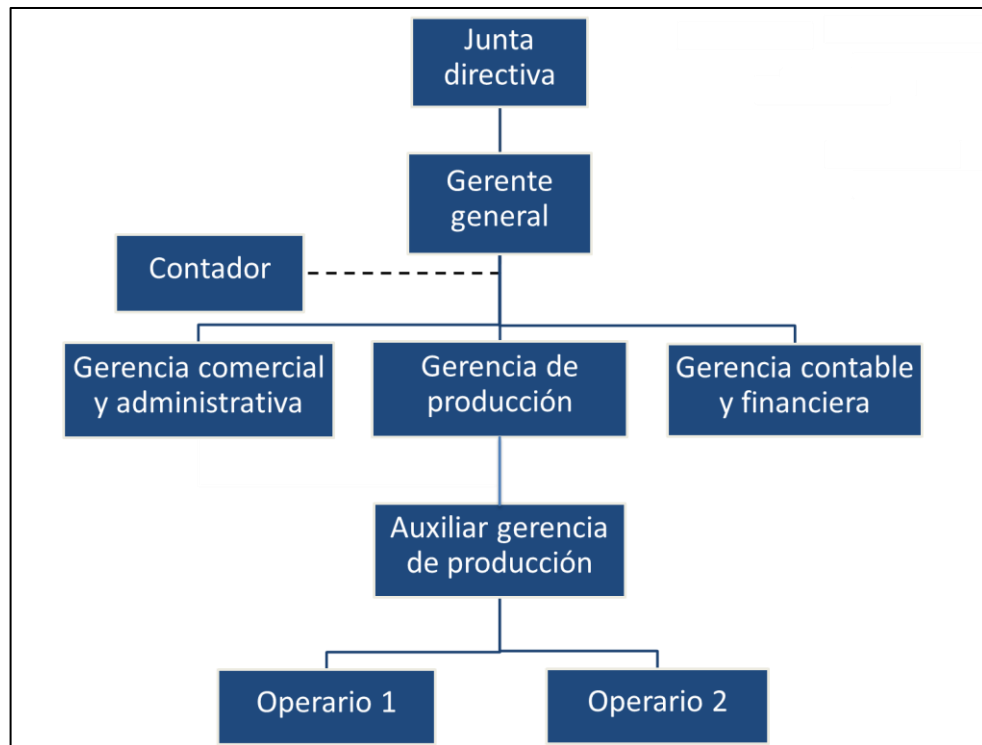 Junta
directiva
Gerente
general
Contador
Gerencia comercial
y administrativa
Gerencia de
producción
Gerencia contable
y financiera
Auxiliar gerencia
de producción
Operario 1
Operario 2